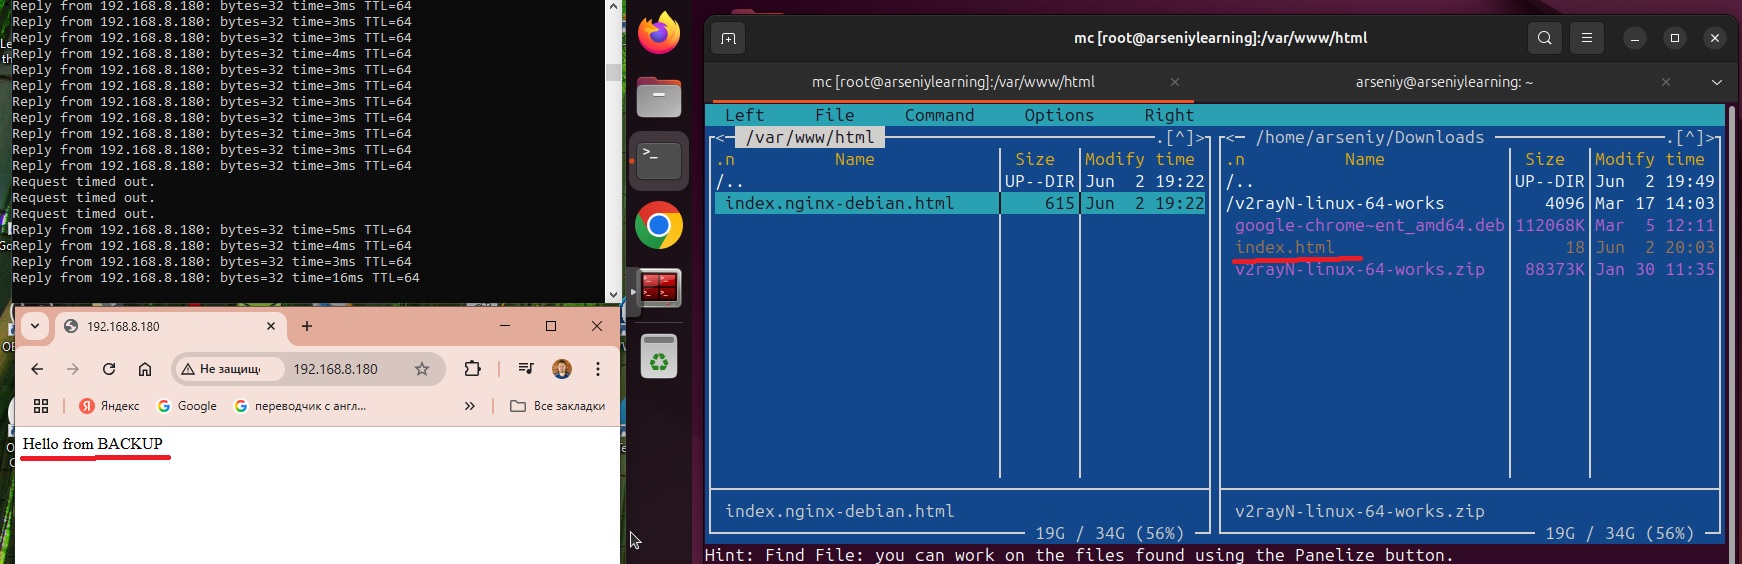 Reply from 192.168.8.180: bytes=32 time=3ms TTL=64
Reply from 192.168.8.180: bytes=32 time=3ms TTL=64
Reply from 192.168.8.180: bytes=32 time=3ms TTL=64
Reply from 192.168.8.180: bytes=32 time=4ms TTL=64
Reply from 192.168.8.180: bytes=32 time=3ms TTL=64
Reply from 192.168.8.180: bytes=32 time=3ms TTL=64
Reply from 192.168.8.180: bytes=32 time=3ms TTL=64
Reply from 192.168.8.180: bytes=32 time=3ms TTL=64
Reply from 192.168.8.180: bytes=32 time=3ms TTL=64
Reply from 192.168.8.180: bytes=32 time=3ms TTL=64
Reply from 192.168.8.180: bytes=32 time=3ms TTL=64
Request timed out.
Request timed out.
Request timed out.
Reply from 192.168.8.180: bytes=32 time=5ms TTL=64
Reply from 192.168.8.180: bytes=32 time=4ms TTL=64
Reply from 192.168.8.180: bytes=32 time=3ms TTL=64
Reply from 192.168.8.180: bytes=32 time=16ms TTL=64
192.168.8.180
Не защище 192.168.8.180
Яндекс Google переводчик с англ... » Все закладки
Hello from BACKUP
mc [root@arseniylearning]:/var/www/html
mc [root@arseniylearning]:/var/www/html arseniy@arseniylearning: ~
Left File Command Options Right
<─ /var/www/html .[^]>
.n Name Size Modify time
/.. UP--DIR Jun 2 19:22
index.nginx-debian.html 615 Jun 2 19:22
index.nginx-debian.html
19G / 34G (56%)
<─ /home/arseniy/Downloads .[^]>
.n Name Size Modify time
/.. UP--DIR Jun 2 19:49
/v2rayN-linux-64-works 4096 Mar 17 14:03
google-chrome~ent_amd64.deb 112068K Mar 5 12:11
index.html 18 Jun 2 20:03
v2rayN-linux-64-works.zip 88373K Jan 30 11:35
v2rayN-linux-64-works.zip
19G / 34G (56%)
Hint: Find File: you can work on the files found using the Panelize button.